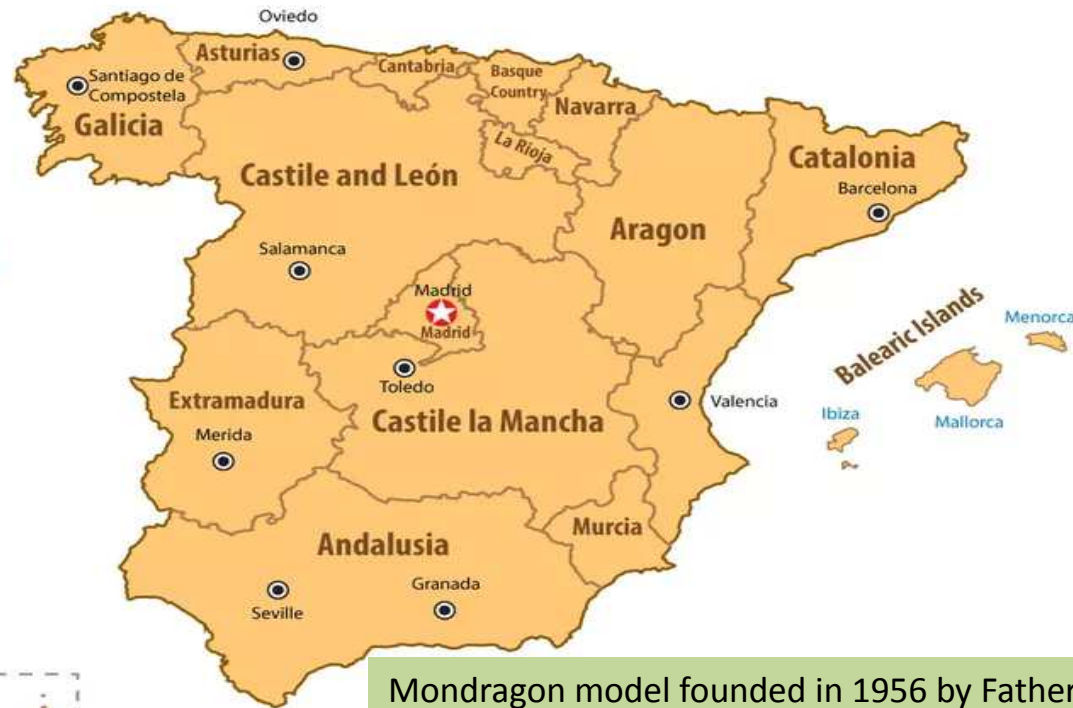 Oviedo
Asturias
Cantabria
Basque
Country
Navarra
Santiago de
Compostela
Galicia
La Rioja
Castile and León
Catalonia
Barcelona
Aragon
Salamanca
Madrid
Madrid
Balearic Islands
Menorca
Toledo
Extramadura
Castile la Mancha
Valencia
Ibiza
Mallorca
Merida
Murcia
Andalusia
Granada
Seville
Mondragon model founded in 1956 by Father